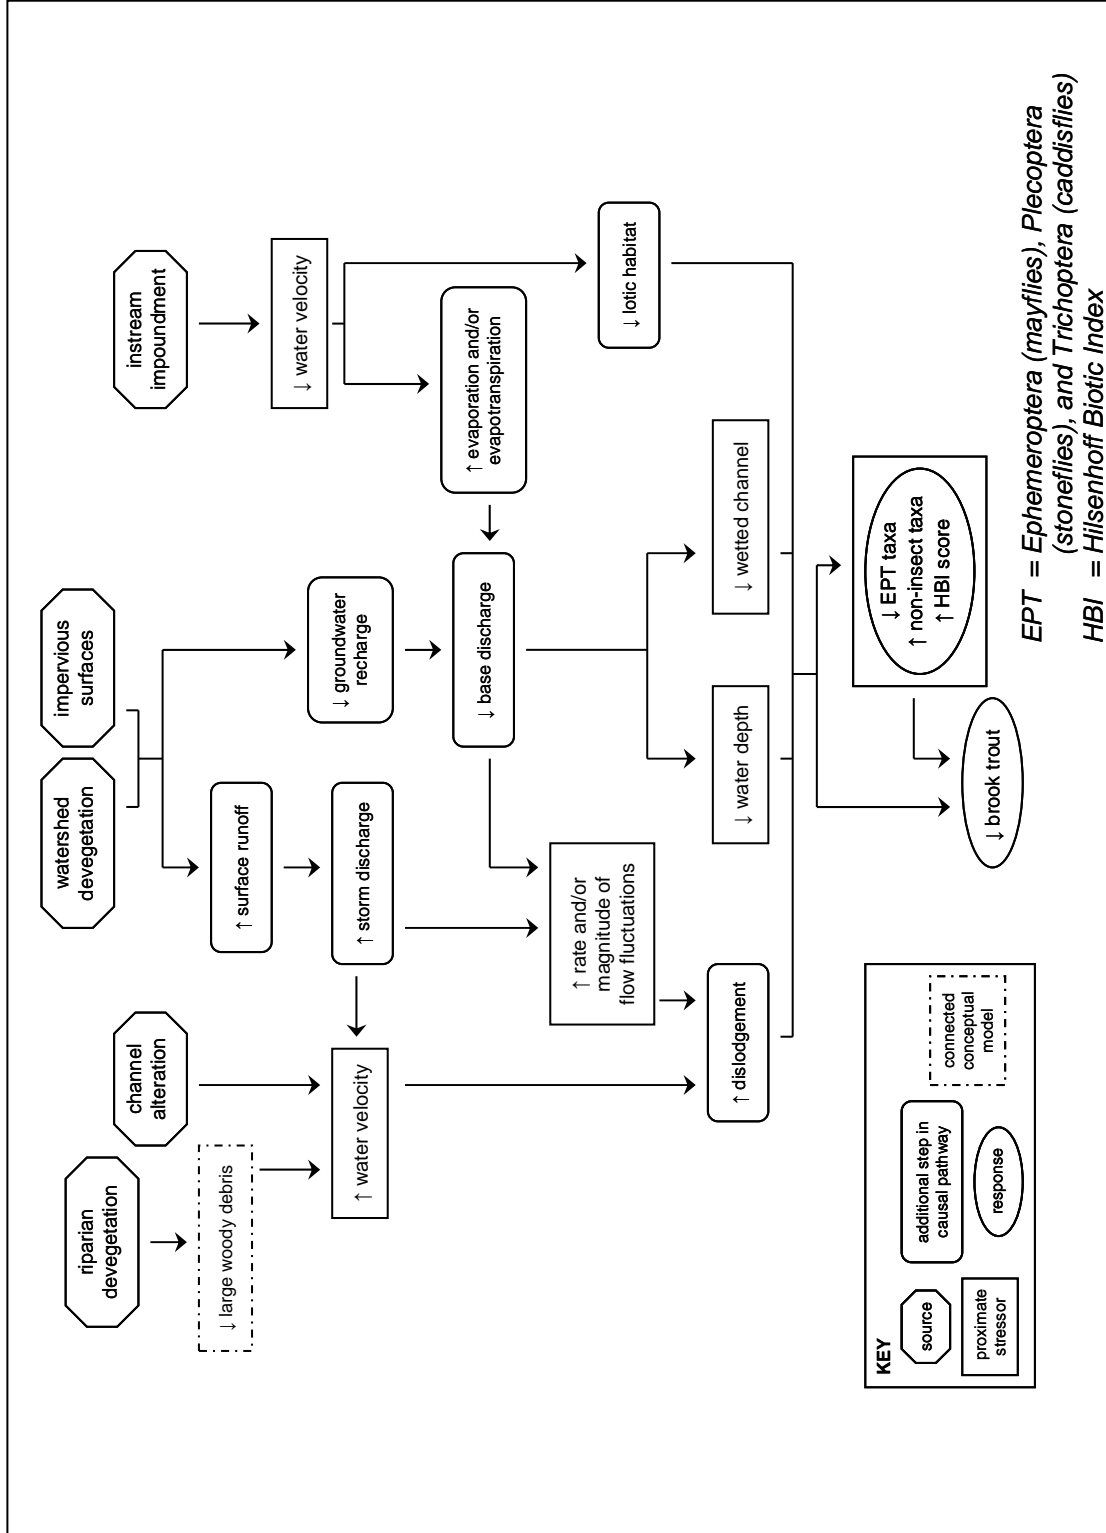 riparian
devegetation
channel
alteration
watershed
devegetation
impervious
surfaces
instream
impoundment
↓ large woody debris
↑ surface runoff
↓ water velocity
↑ water velocity
↑ storm discharge
↓ groundwater
recharge
↑ evaporation and/or
evapotranspiration
↓ base discharge
↑ rate and/or
magnitude of
flow fluctuations
↓ lotic habitat
↑ dislodgement
↓ water depth
↓ wetted channel
↓ EPT taxa
↑ non-insect taxa
↑ HBI score
↓ brook trout
KEY
source
additional step in
causal pathway
connected
conceptual
model
proximate
stressor
response
EPT = Ephemeroptera (mayflies), Plecoptera
(stoneflies), and Trichoptera (caddisflies)
HBI = Hilsenhoff Biotic Index